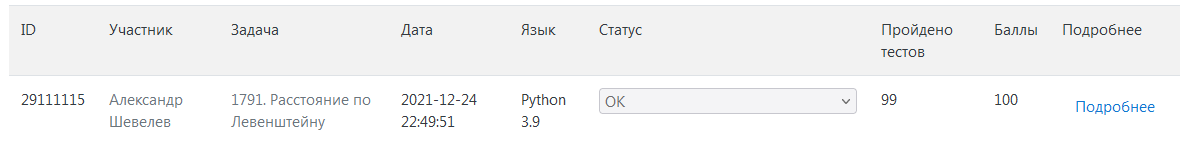 ID Участник Задача Дата Язык Статус Пройдено тестов Баллы Подробнее
29111115 Александр Шевелев 1791. Расстояние по Левенштейну 2021-12-24 22:49:51 Python 3.9 OK 99 100 Подробнее